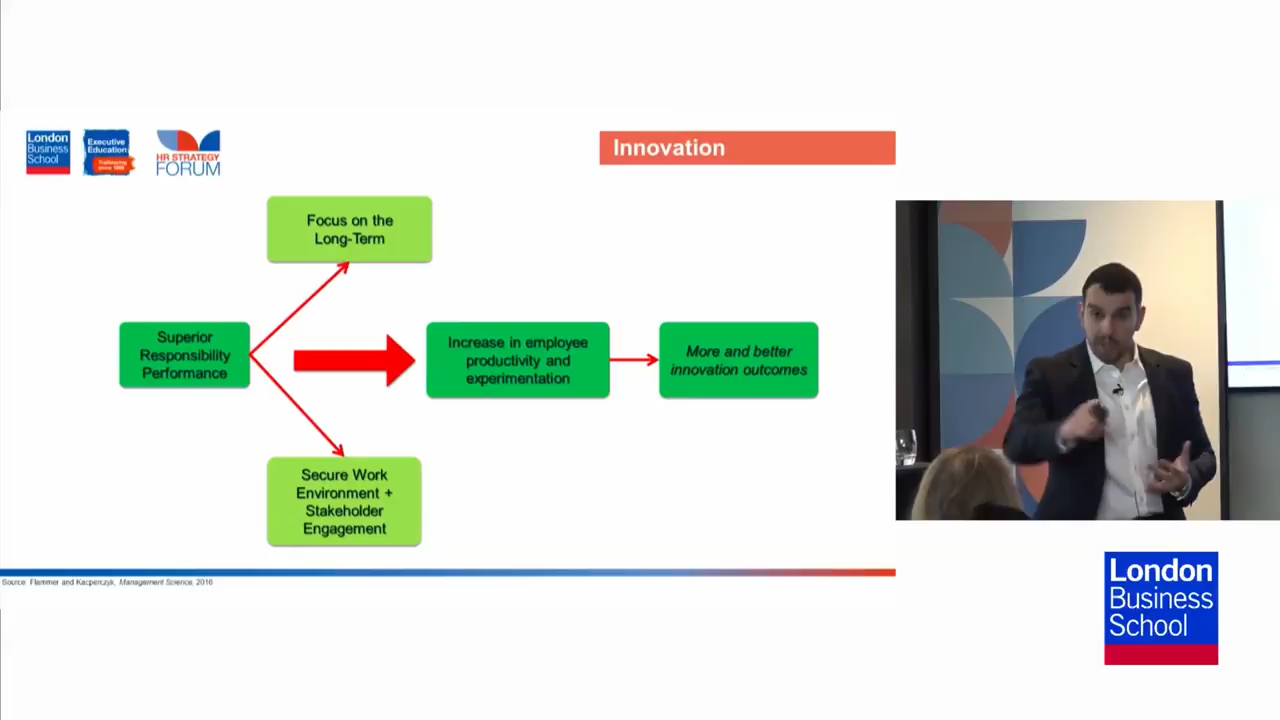 London
Business
School
Executive
Education
HR STRATEGY
FORUM
Innovation
Focus on the
Long-Term
Superior
Responsibility
Performance
Increase in employee
productivity and
experimentation
More and better
innovation outcomes
Secure Work
Environment +
Stakeholder
Engagement
Source: Flammer and Kacperczyk, Management Science, 2016
London
Business
School